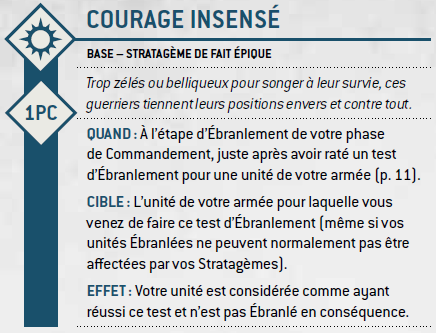 COURAGE INSENSÉ
BASE – STRATAGÈME DE FAIT ÉPIQUE
Trop zélés ou belliqueux pour songer à leur survie, ces
guerriers tiennent leurs positions envers et contre tout.
1PC
QUAND : À l'étape d'Ébranlement de votre phase
de Commandement, juste après avoir raté un test
d'Ébranlement pour une unité de votre armée (p. 11).
CIBLE : L'unité de votre armée pour laquelle vous
venez de faire ce test d'Ébranlement (même si vos
unités Ébranlées ne peuvent normalement pas être
affectées par vos Stratagèmes).
EFFET : Votre unité est considérée comme ayant
réussi ce test et n'est pas Ébranlé en conséquence.